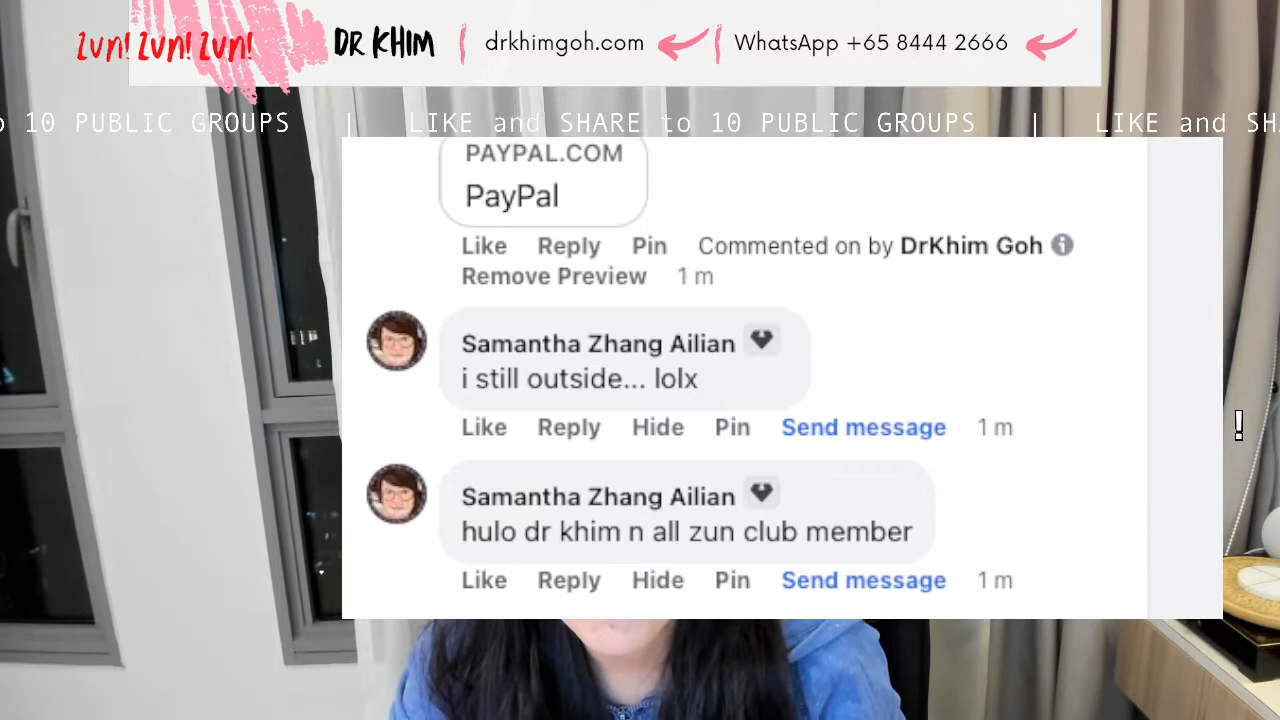 zun! zun! zun! DR KHIM drkhimgoh.com WhatsApp +65 8444 2666
10 PUBLIC GROUPS | LIKE and SHARE to 10 PUBLIC GROUPS | LIKE and SH
PAYPAL.COM
PayPal
Like Reply Pin Commented on by DrKhim Goh
Remove Preview 1 m
Samantha Zhang Ailian
i still outside... lolx
Like Reply Hide Pin Send message 1 m
!
Samantha Zhang Ailian
hulo dr khim n all zun club member
Like Reply Hide Pin Send message 1 m